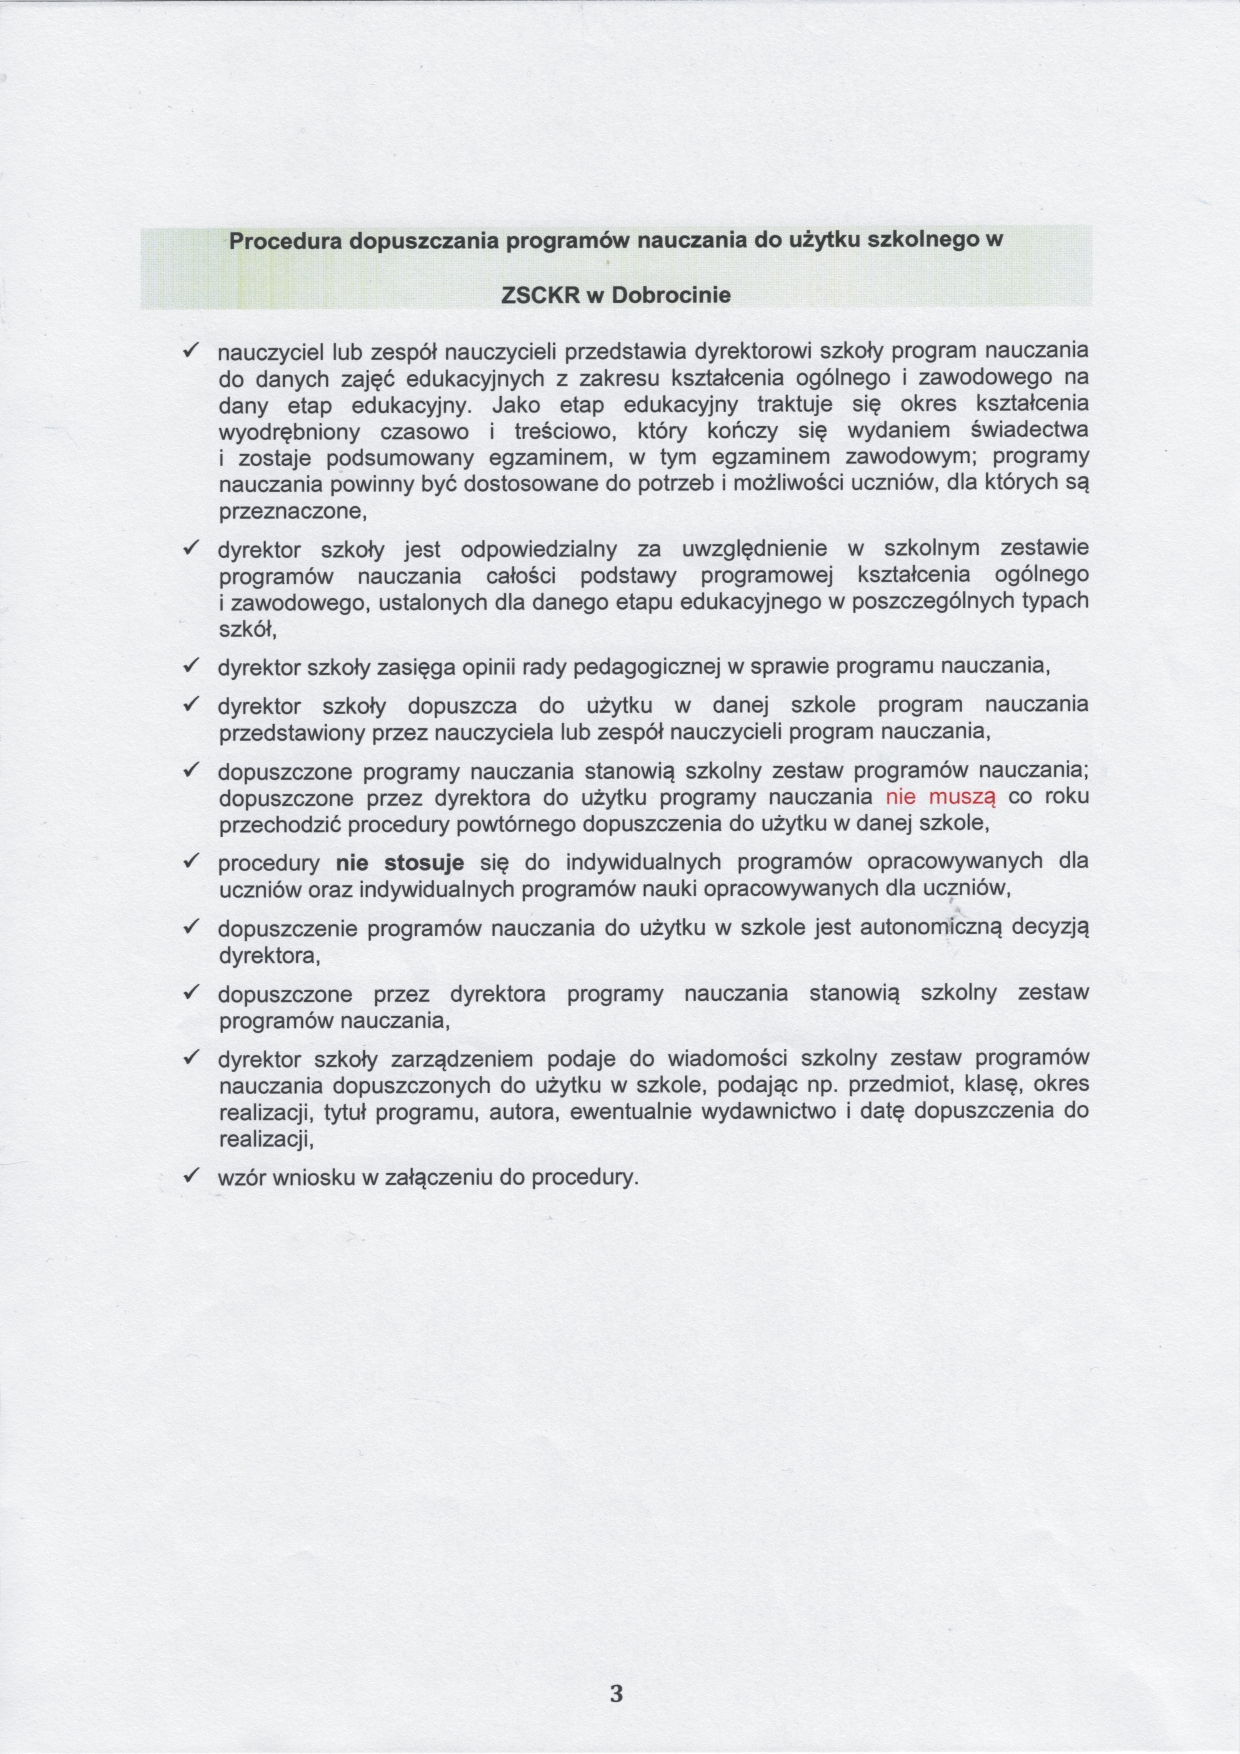 Procedura dopuszczania programów nauczania do użytku szkolnego w
ZSCKR w Dobrocinie
✓ nauczyciel lub zespół nauczycieli przedstawia dyrektorowi szkoły program nauczania
do danych zajęć edukacyjnych z zakresu kształcenia ogólnego i zawodowego na
dany etap edukacyjny. Jako etap edukacyjny traktuje się okres kształcenia
wyodrębniony czasowo i treściowo, który kończy się wydaniem świadectwa
i zostaje podsumowany egzaminem, w tym egzaminem zawodowym; programy
nauczania powinny być dostosowane do potrzeb i możliwości uczniów, dla których są
przeznaczone,
✓ dyrektor szkoły jest odpowiedzialny za uwzględnienie w szkolnym zestawie
programów nauczania całości podstawy programowej kształcenia ogólnego
i zawodowego, ustalonych dla danego etapu edukacyjnego w poszczególnych typach
szkół,
✓ dyrektor szkoły zasięga opinii rady pedagogicznej w sprawie programu nauczania,
✓ dyrektor szkoły dopuszcza do użytku w danej szkole program nauczania
przedstawiony przez nauczyciela lub zespół nauczycieli program nauczania,
✓ dopuszczone programy nauczania stanowią szkolny zestaw programów nauczania;
dopuszczone przez dyrektora do użytku programy nauczania nie muszą co roku
przechodzić procedury powtórnego dopuszczenia do użytku w danej szkole,
✓ procedury nie stosuje się do indywidualnych programów opracowywanych dla
uczniów oraz indywidualnych programów nauki opracowywanych dla uczniów,
✓ dopuszczenie programów nauczania do użytku w szkole jest autonomiczną decyzją
dyrektora,
✓ dopuszczone przez dyrektora programy nauczania stanowią szkolny zestaw
programów nauczania,
✓ dyrektor szkoły zarządzeniem podaje do wiadomości szkolny zestaw programów
nauczania dopuszczonych do użytku w szkole, podając np. przedmiot, klasę, okres
realizacji, tytuł programu, autora, ewentualnie wydawnictwo i datę dopuszczenia do
realizacji,
✓ wzór wniosku w załączeniu do procedury.
3